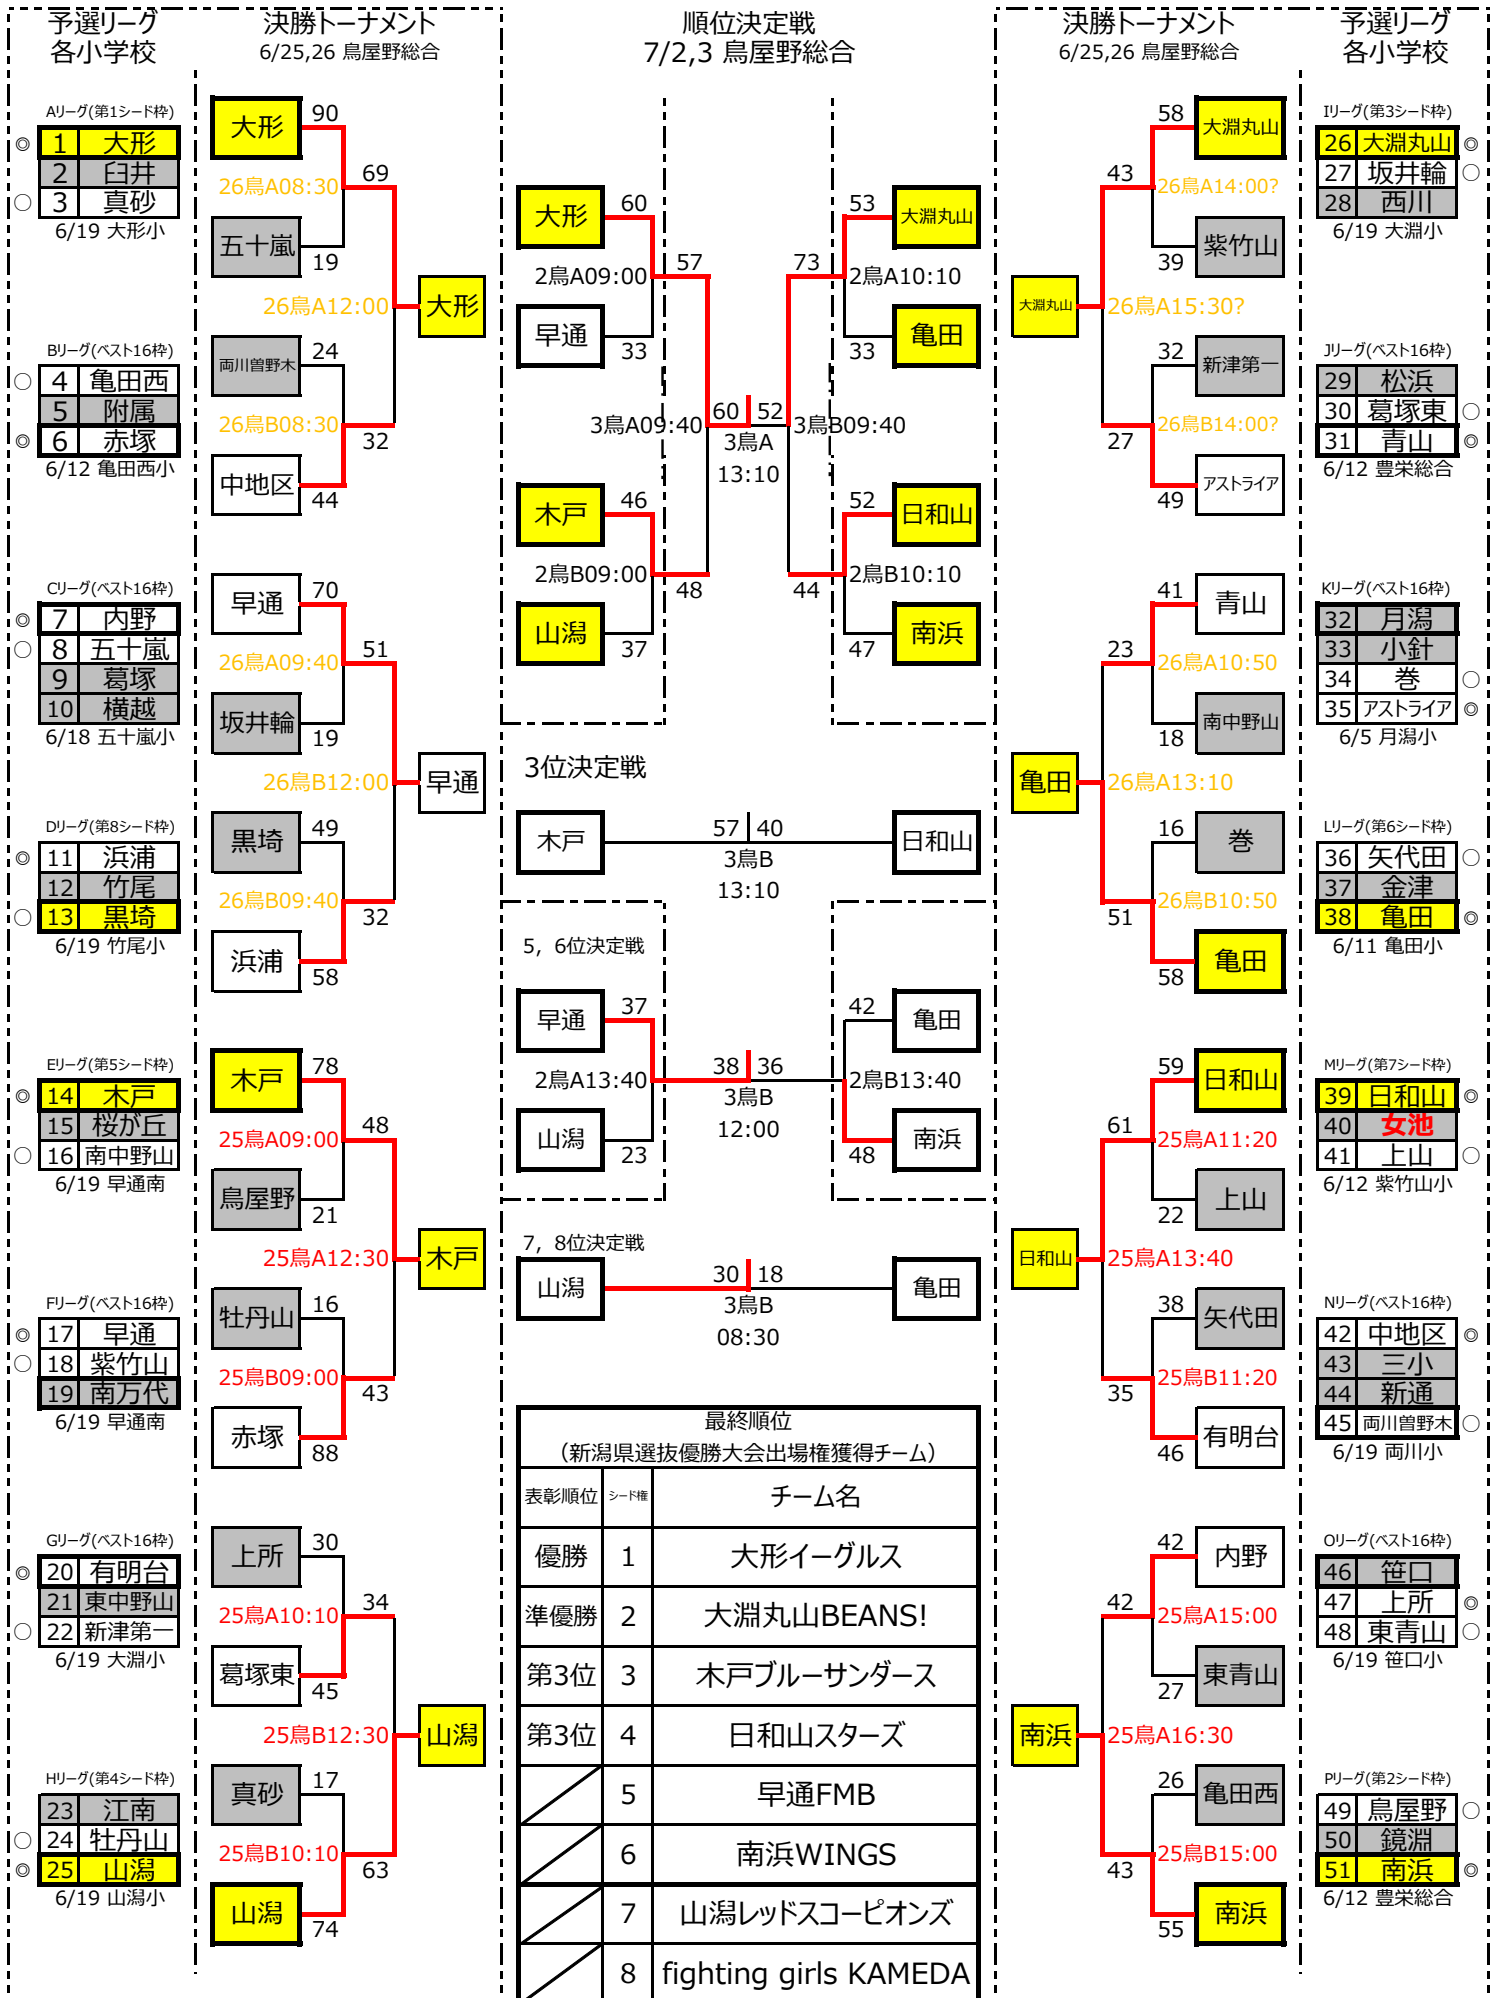 予選リーグ
各小学校
Aリーグ(第1シード枠)
◎ 1 大形
2 臼井
○ 3 真砂
6/19 大形小
Bリーグ(ベスト16枠)
○ 4 亀田西
5 附属
◎ 6 赤塚
6/12 亀田西小
Cリーグ(ベスト16枠)
◎ 7 内野
○ 8 五十嵐
9 葛塚
10 横越
6/18 五十嵐小
Dリーグ(第8シード枠)
◎ 11 浜浦
12 竹尾
○ 13 黒埼
6/19 竹尾小
Eリーグ(第5シード枠)
◎ 14 木戸
15 桜が丘
○ 16 南中野山
6/19 早通南
Fリーグ(ベスト16枠)
◎ 17 早通
○ 18 紫竹山
19 南万代
6/19 早通南
Gリーグ(ベスト16枠)
◎ 20 有明台
21 東中野山
○ 22 新津第一
6/19 大淵小
Hリーグ(第4シード枠)
23 江南
○ 24 牡丹山
◎ 25 山潟
6/19 山潟小
決勝トーナメント
6/25,26 鳥屋野総合
大形 90
26鳥A08:30 69
五十嵐 19
26鳥A12:00 大形
両川曽野木 24
26鳥B08:30 32
中地区 44
早通 70
26鳥A09:40 51
坂井輪 19
26鳥B12:00 早通
黒埼 49
26鳥B09:40 32
浜浦 58
木戸 78
25鳥A09:00 48
鳥屋野 21
25鳥A12:30 木戸
牡丹山 16
25鳥B09:00 43
赤塚 88
上所 30
25鳥A10:10 34
葛塚東 45
25鳥B12:30 山潟
真砂 17
25鳥B10:10 63
山潟 74
順位決定戦
7/2,3 鳥屋野総合
大形 60 53 大淵丸山
2鳥A09:00 57 73 2鳥A10:10
早通 33 33 亀田
3鳥A09:40 60 52 3鳥B09:40
3鳥A
13:10
木戸 46 52 日和山
2鳥B09:00 48 44 2鳥B10:10
山潟 37 47 南浜
3位決定戦
木戸 57 40 日和山
3鳥B
13:10
5, 6位決定戦
早通 37 42 亀田
2鳥A13:40 38 36 2鳥B13:40
3鳥B
12:00
山潟 23 48 南浜
7, 8位決定戦
山潟 30 18 亀田
3鳥B
08:30
最終順位
(新潟県選抜優勝大会出場権獲得チーム)
表彰順位 シード権 チーム名
優勝 1 大形イーグルス
準優勝 2 大淵丸山BEANS!
第3位 3 木戸ブルーサンダース
第3位 4 日和山スターズ
5 早通FMB
6 南浜WINGS
7 山潟レッドスコーピオンズ
8 fighting girls KAMEDA
決勝トーナメント
6/25,26 鳥屋野総合
58 大淵丸山
43 26鳥A14:00?
39 紫竹山
大淵丸山 26鳥A15:30?
32 新津第一
27 26鳥B14:00?
49 アストライア
41 青山
23 26鳥A10:50
18 南中野山
亀田 26鳥A13:10
16 巻
51 26鳥B10:50
58 亀田
59 日和山
61 25鳥A11:20
22 上山
日和山 25鳥A13:40
38 矢代田
35 25鳥B11:20
46 有明台
42 内野
42 25鳥A15:00
27 東青山
南浜 25鳥A16:30
26 亀田西
43 25鳥B15:00
55 南浜
予選リーグ
各小学校
Iリーグ(第3シード枠)
26 大淵丸山 ◎
27 坂井輪 ○
28 西川
6/19 大淵小
Jリーグ(ベスト16枠)
29 松浜
30 葛塚東 ○
31 青山 ◎
6/12 豊栄総合
Kリーグ(ベスト16枠)
32 月潟
33 小針
34 巻 ○
35 アストライア ◎
6/5 月潟小
Lリーグ(第6シード枠)
36 矢代田 ○
37 金津
38 亀田 ◎
6/11 亀田小
Mリーグ(第7シード枠)
39 日和山 ◎
40 女池
41 上山 ○
6/12 紫竹山小
Nリーグ(ベスト16枠)
42 中地区 ◎
43 三小
44 新通
45 両川曽野木 ○
6/19 両川小
Oリーグ(ベスト16枠)
46 笹口
47 上所 ◎
48 東青山 ○
6/19 笹口小
Pリーグ(第2シード枠)
49 鳥屋野 ○
50 鏡淵
51 南浜 ◎
6/12 豊栄総合